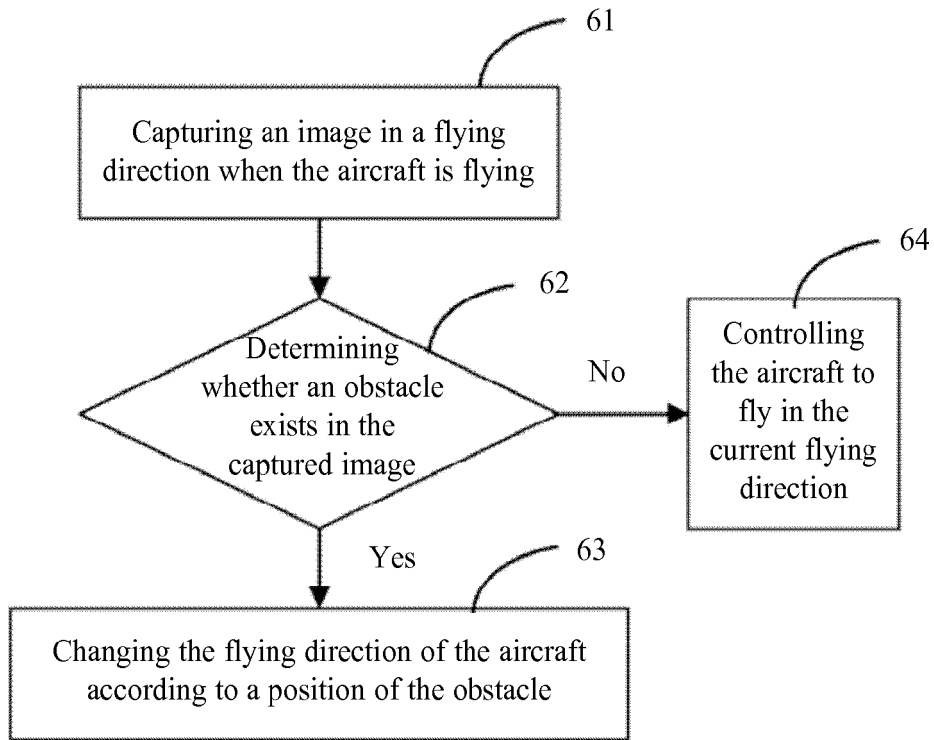 61
Capturing an image in a flying
direction when the aircraft is flying
62
Determining
whether an obstacle
exists in the
captured image
No
64
Controlling
the aircraft to
fly in the
current flying
direction
Yes
63
Changing the flying direction of the aircraft
according to a position of the obstacle